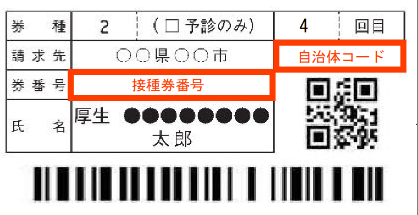 券種 2 (□予診のみ) 4 回目
請求先 ○○県○○市 自治体コード
券番号 接種券番号
氏名 厚生 ●●●●●●●●
太郎